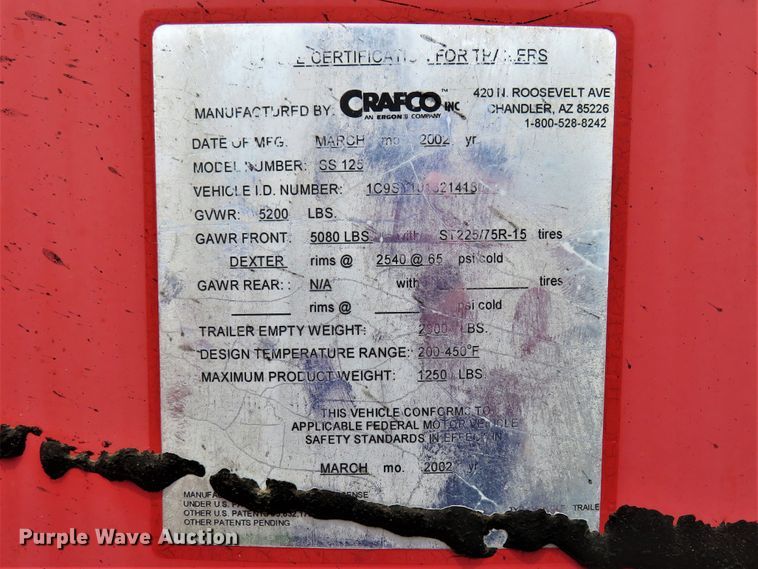 CERTIFICATION FOR TRAILERS
MANUFACTURED BY: CRAFCO INC
AN ERGON COMPANY
420 N. ROOSEVELT AVE
CHANDLER, AZ 85226
1-800-528-8242
DATE OF MFG. MARCH mo. 2002 yr.
MODEL NUMBER: SS 125
VEHICLE I.D. NUMBER:
GVWR: 5200 LBS.
GAWR FRONT: 5080 LBS. with ST225/75R-15 tires
DEXTER rims @ 2540 @ 65 psi cold
GAWR REAR: N/A with tires
rims @ psi cold
TRAILER EMPTY WEIGHT: LBS.
DESIGN TEMPERATURE RANGE: 200-450°F
MAXIMUM PRODUCT WEIGHT: 1250 LBS.
THIS VEHICLE CONFORMS TO
APPLICABLE FEDERAL MOTOR VEHICLE
SAFETY STANDARDS IN EFFECT IN
MARCH mo. 2002 yr
UNDER U.S.
OTHER U.S. PATENTS
OTHER PATENTS PENDING
Purple Wave Auction